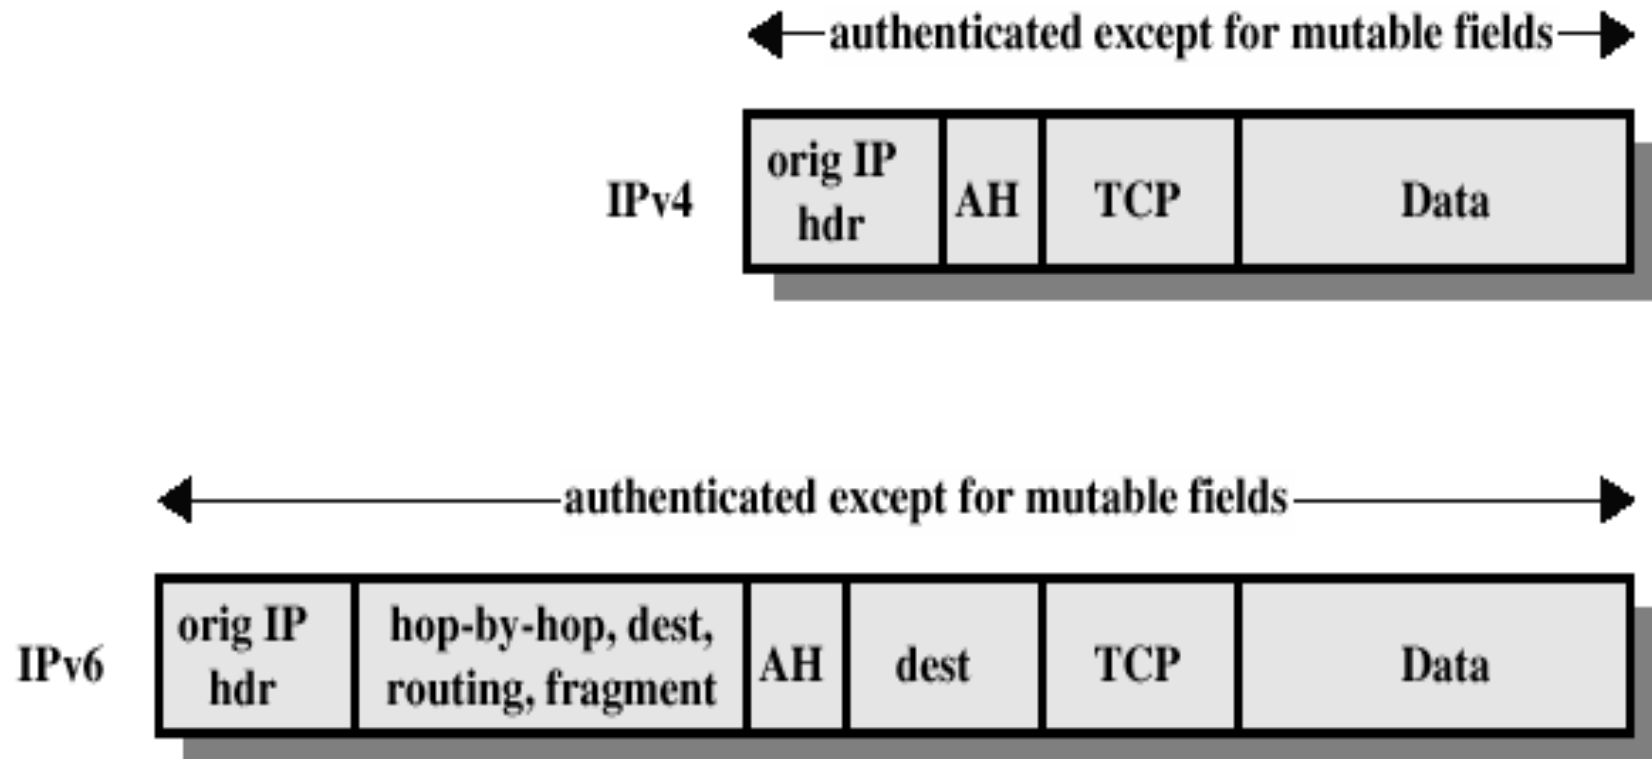 authenticated except for mutable fields
IPv4
orig IP
hdr
AH
TCP
Data
authenticated except for mutable fields
IPv6
orig IP
hdr
hop-by-hop, dest,
routing, fragment
AH
dest
TCP
Data